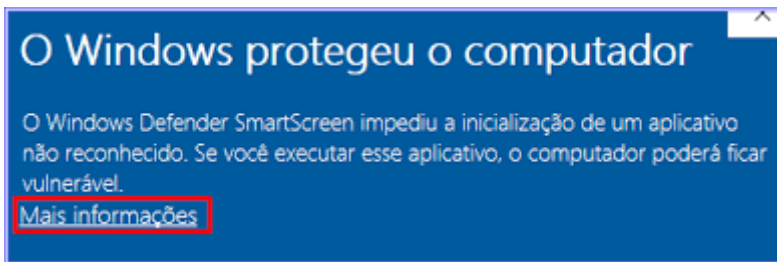 O Windows protegeu o computador
O Windows Defender SmartScreen impediu a inicialização de um aplicativo
não reconhecido. Se você executar esse aplicativo, o computador poderá ficar
vulnerável.
Mais informações